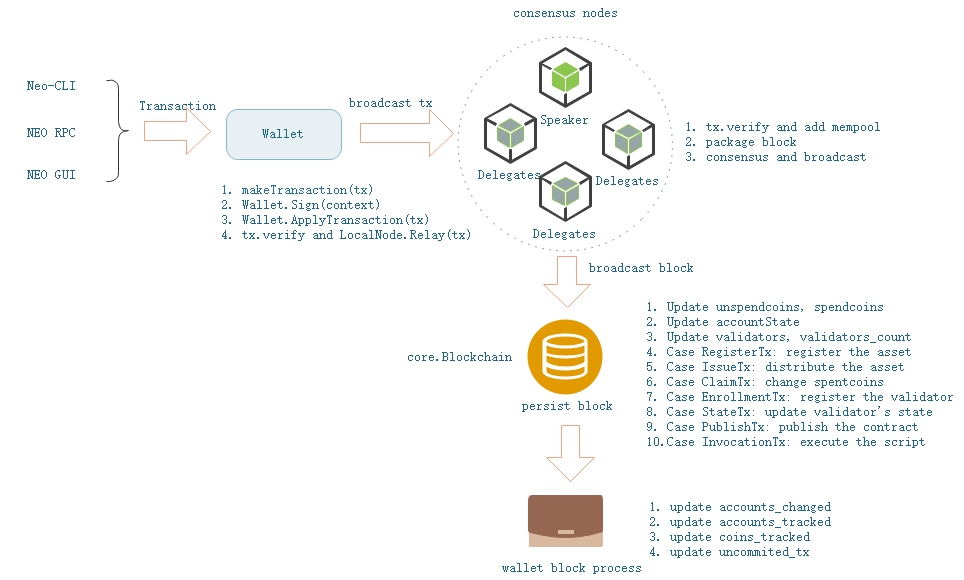 consensus nodes
Neo-CLI
NEO RPC
NEO GUI
Transaction
Wallet
broadcast tx
1. makeTransaction(tx)
2. Wallet.Sign(context)
3. Wallet.ApplyTransaction(tx)
4. tx.verify and LocalNode.Relay(tx)
Speaker
Delegates
Delegates
Delegates
1. tx.verify and add mempool
2. package block
3. consensus and broadcast
broadcast block
core.Blockchain
persist block
1. Update unspendcoins, spendcoins
2. Update accountState
3. Update validators, validators_count
4. Case RegisterTx: register the asset
5. Case IssueTx: distribute the asset
6. Case ClaimTx: change spentcoins
7. Case EnrollmentTx: register the validator
8. Case StateTx: update validator's state
9. Case PublishTx: publish the contract
10.Case InvocationTx: execute the script
1. update accounts_changed
2. update accounts_tracked
3. update coins_tracked
4. update uncommited_tx
wallet block process